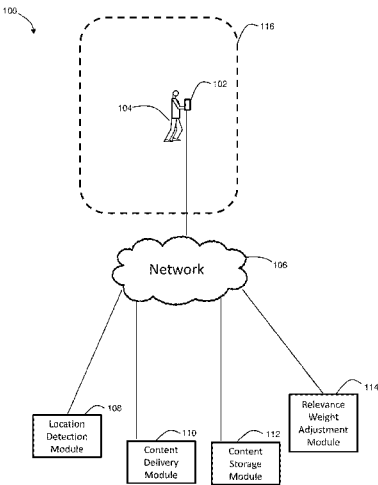 100
116
102
104
Network
106
108
Location
Detection
Module
110
Content
Delivery
Module
112
Content
Storage
Module
114
Relevance
Weight
Adjustment
Module